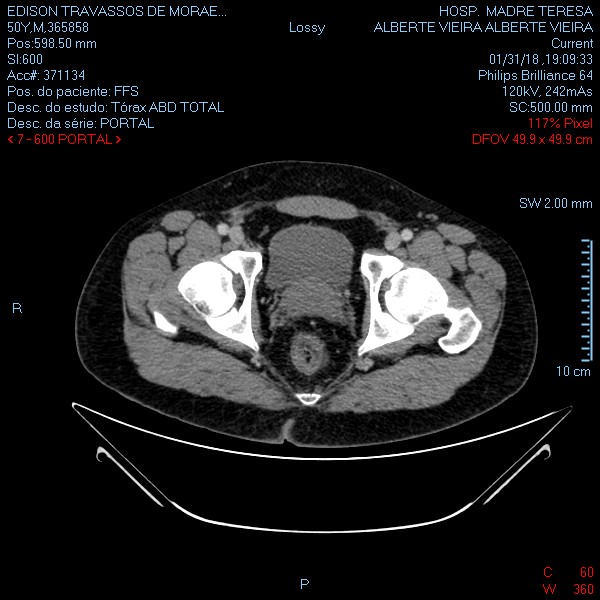 EDISON TRAVASSOS DE MORAE...
50Y,M,365858
Pos:598.50 mm
SI:600
Acc#: 371134
Pos. do paciente: FFS
Desc. do estudo: Tórax ABD TOTAL
Desc. da série: PORTAL
< 7 - 600 PORTAL >
Lossy
HOSP. MADRE TERESA
ALBERTE VIEIRA ALBERTE VIEIRA
Current
01/31/18 ,19:09:33
Philips Brilliance 64
120kV, 242mAs
SC:500.00 mm
117% Pixel
DFOV 49.9 x 49.9 cm
SW 2.00 mm
R
10 cm
P
C 60
W 360